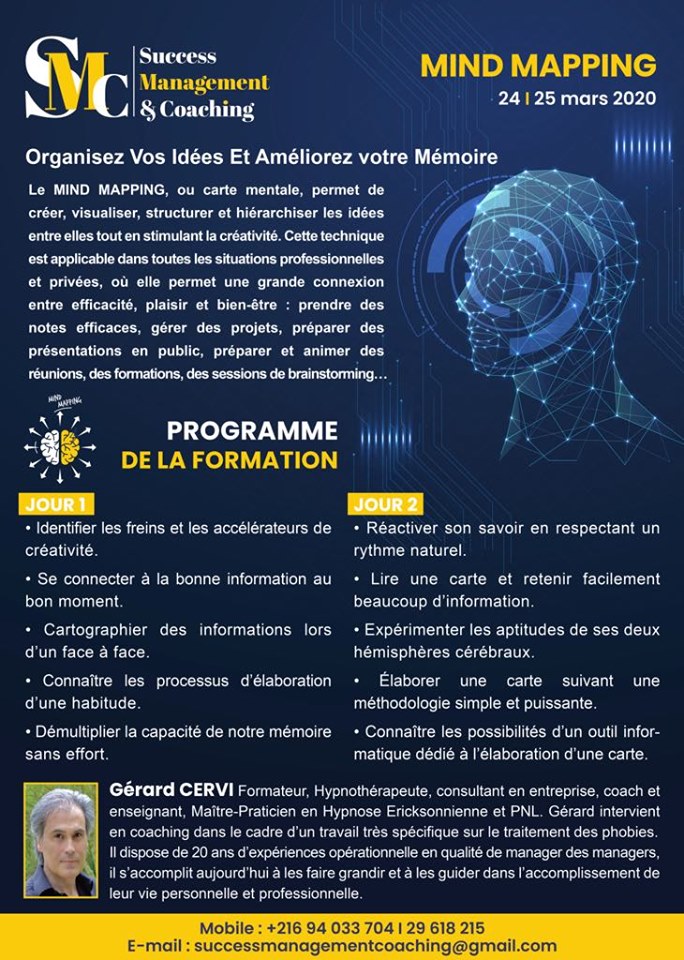 SMC
Success
Management
& Coaching
MIND MAPPING
24 I 25 mars 2020
Organisez Vos Idées Et Améliorez votre Mémoire
Le MIND MAPPING, ou carte mentale, permet de
créer, visualiser, structurer et hiérarchiser les idées
entre elles tout en stimulant la créativité. Cette technique
est applicable dans toutes les situations professionnelles
et privées, où elle permet une grande connexion
entre efficacité, plaisir et bien-être : prendre des
notes efficaces, gérer des projets, préparer des
présentations en public, préparer et animer des
réunions, des formations, des sessions de brainstorming…
MIND
MAPPING
PROGRAMME
DE LA FORMATION
JOUR 1
• Identifier les freins et les accélérateurs de
créativité.
• Se connecter à la bonne information au
bon moment.
• Cartographier des informations lors
d'un face à face.
• Connaître les processus d'élaboration
d'une habitude.
• Démultiplier la capacité de notre mémoire
sans effort.
JOUR 2
• Réactiver son savoir en respectant un
rythme naturel.
• Lire une carte et retenir facilement
beaucoup d'information.
• Expérimenter les aptitudes de ses deux
hémisphères cérébraux.
• Élaborer une carte suivant une
méthodologie simple et puissante.
• Connaître les possibilités d'un outil infor-
matique dédié à l'élaboration d'une carte.
Gérard CERVI Formateur, Hypnothérapeute, consultant en entreprise, coach et
enseignant, Maître-Praticien en Hypnose Ericksonnienne et PNL. Gérard intervient
en coaching dans le cadre d'un travail très spécifique sur le traitement des phobies.
Il dispose de 20 ans d'expériences opérationnelle en qualité de manager des managers,
il s'accomplit aujourd'hui à les faire grandir et à les guider dans l'accomplissement de
leur vie personnelle et professionnelle.
Mobile : +216 94 033 704 I 29 618 215
E-mail : successmanagementcoaching@gmail.com